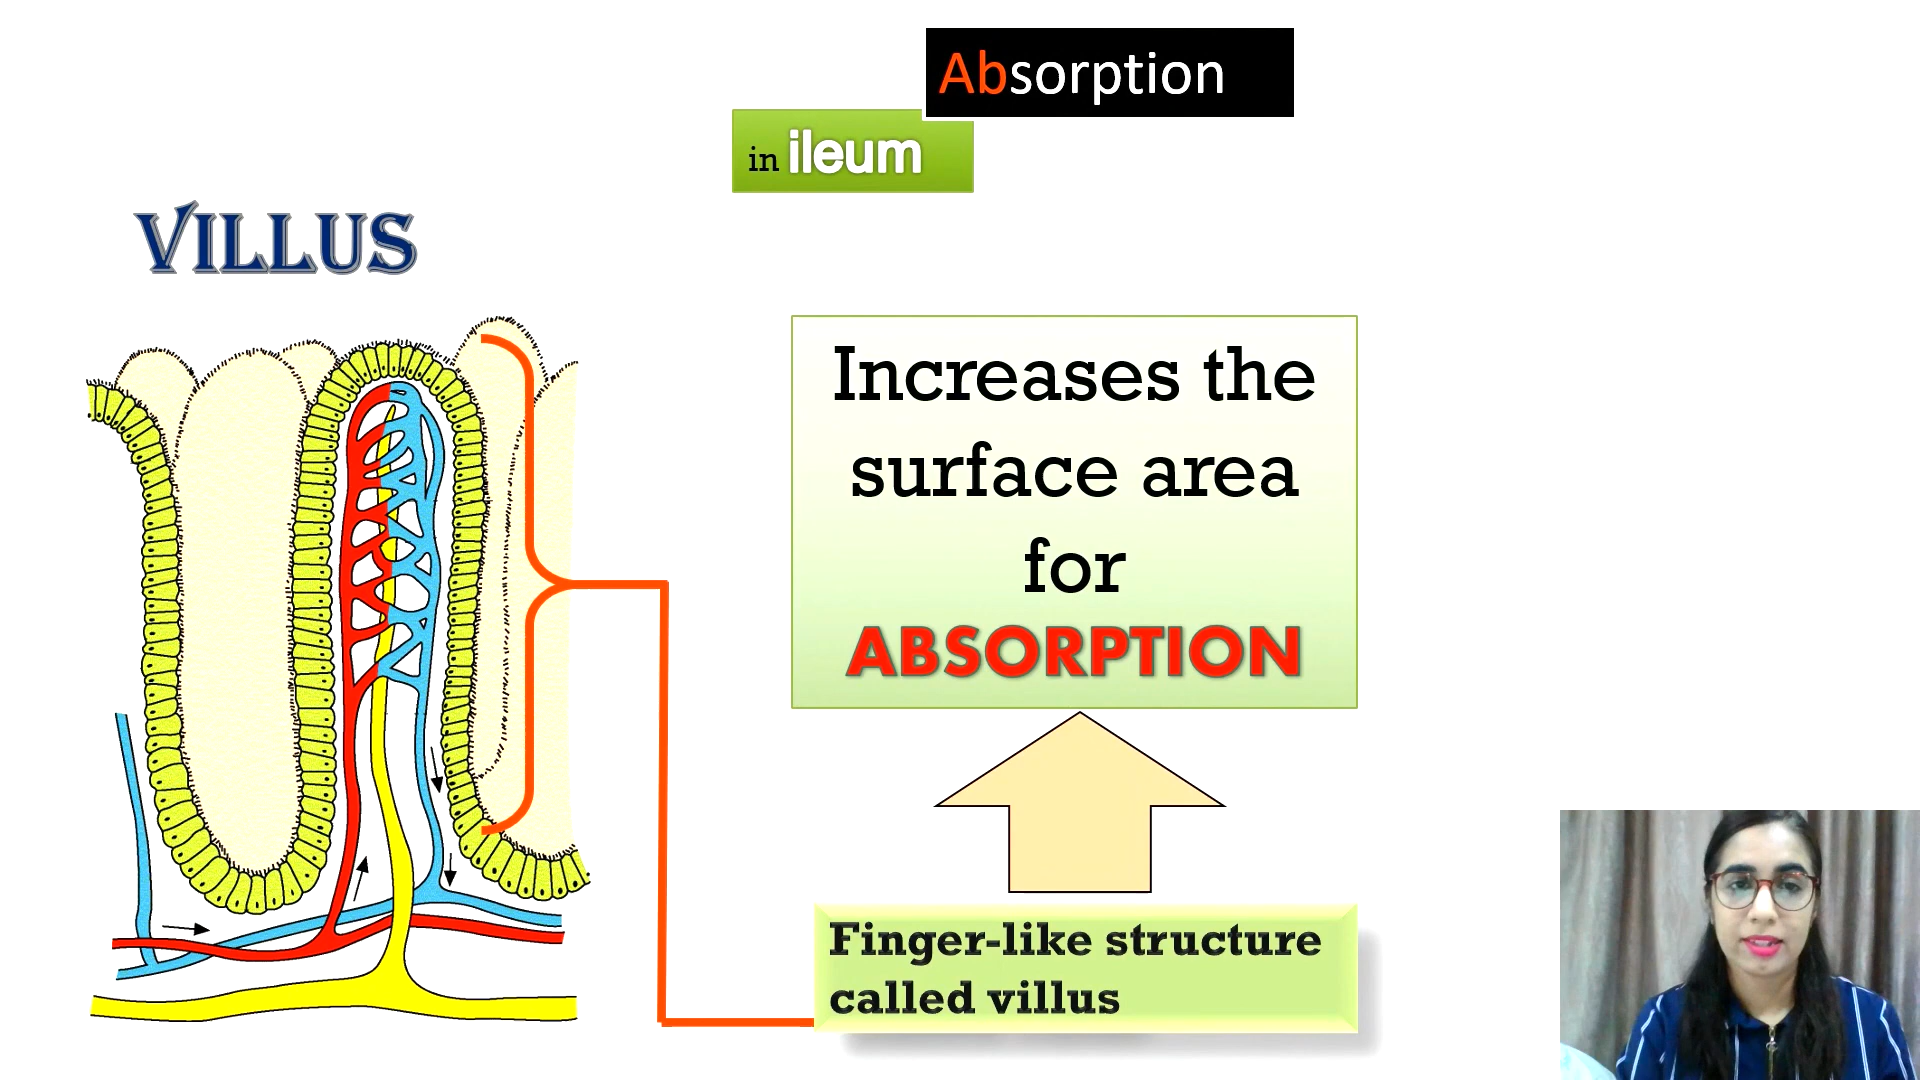 Absorption
in ileum
VILLUS
Increases the
surface area
for
ABSORPTION
Finger-like structure
called villus